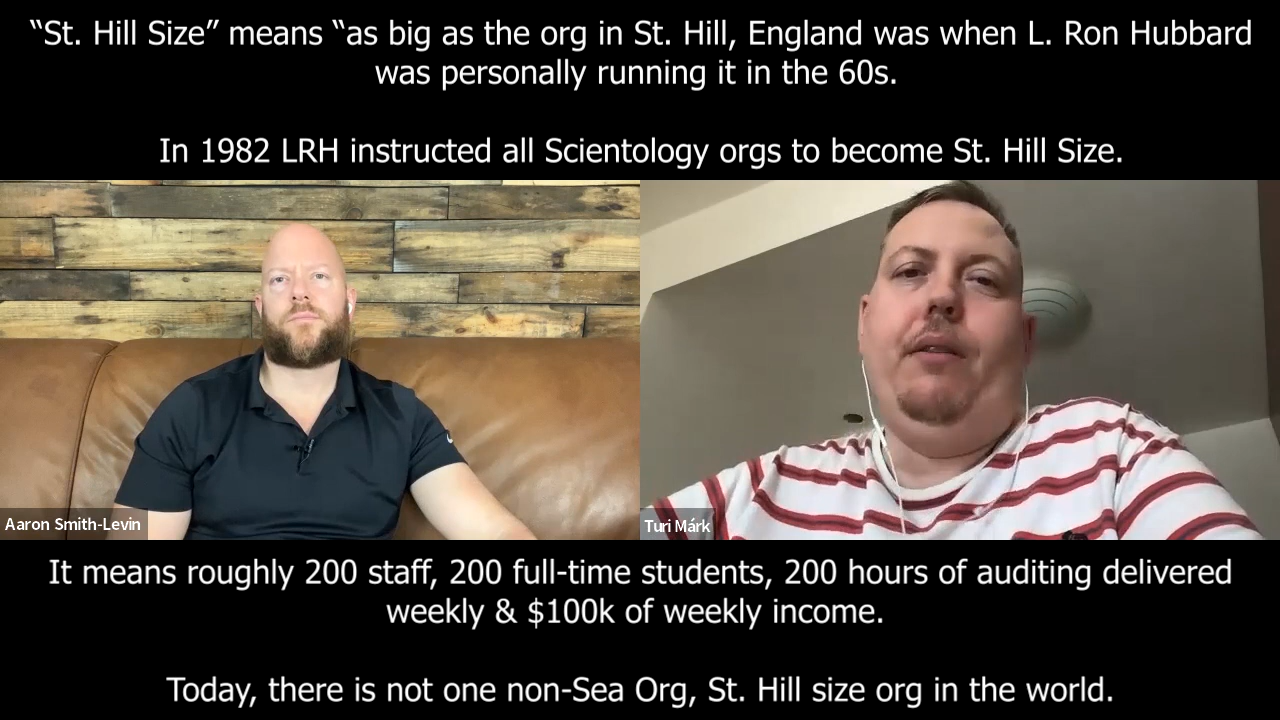 “St. Hill Size” means “as big as the org in St. Hill, England was when L. Ron Hubbard
was personally running it in the 60s.
In 1982 LRH instructed all Scientology orgs to become St. Hill Size.
Aaron Smith-Levin
Turi Márk
It means roughly 200 staff, 200 full-time students, 200 hours of auditing delivered
weekly & $100k of weekly income.
Today, there is not one non-Sea Org, St. Hill size org in the world.